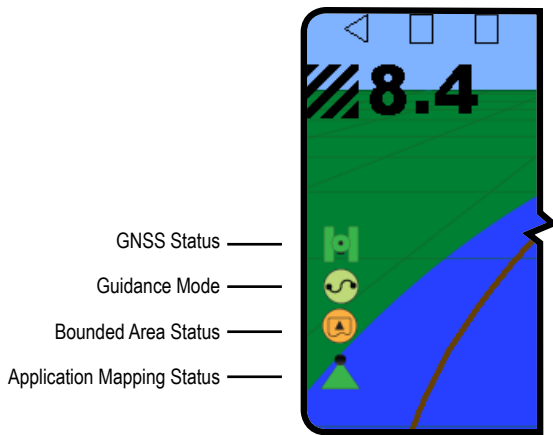 8.4
GNSS Status
Guidance Mode
Bounded Area Status
Application Mapping Status